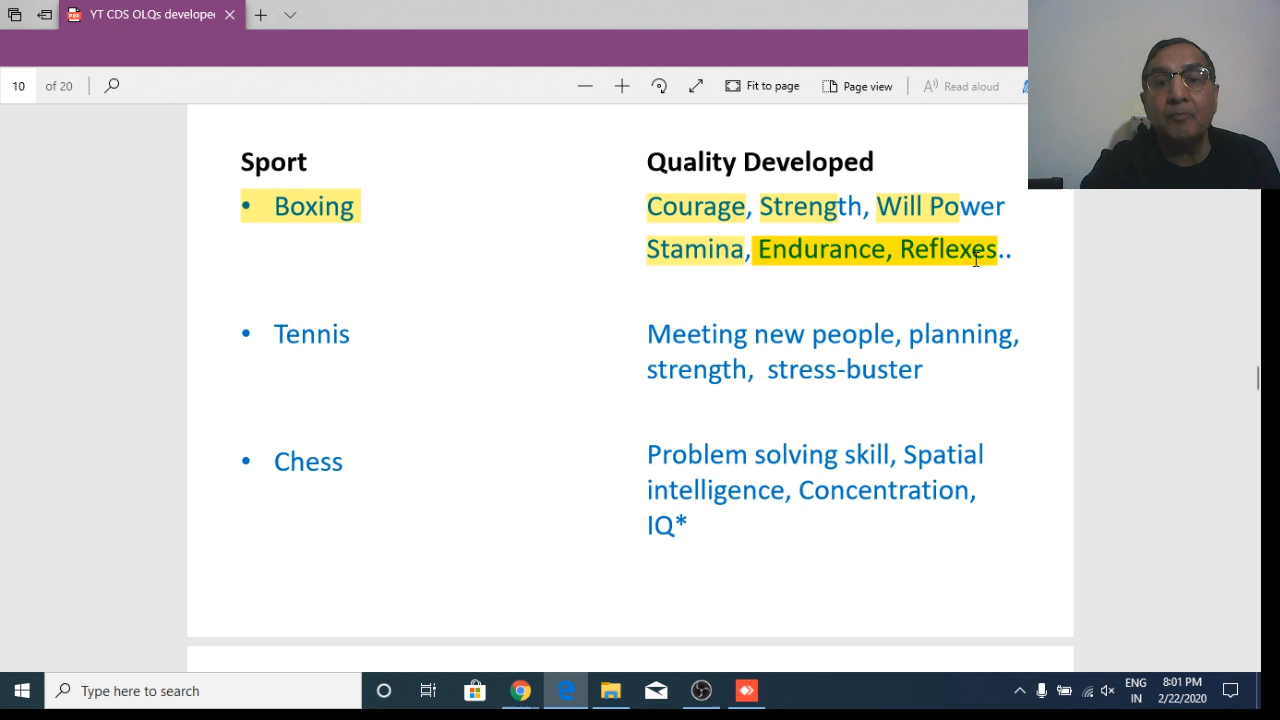 YT CDS OLQs developed
10 of 20
Fit to page
Page view
Read aloud
Sport Quality Developed
• Boxing Courage, Strength, Will Power
Stamina, Endurance, Reflexes..
• Tennis Meeting new people, planning,
strength, stress-buster
• Chess Problem solving skill, Spatial
intelligence, Concentration,
IQ*
Type here to search
ENG
IN
8:01 PM
2/22/2020